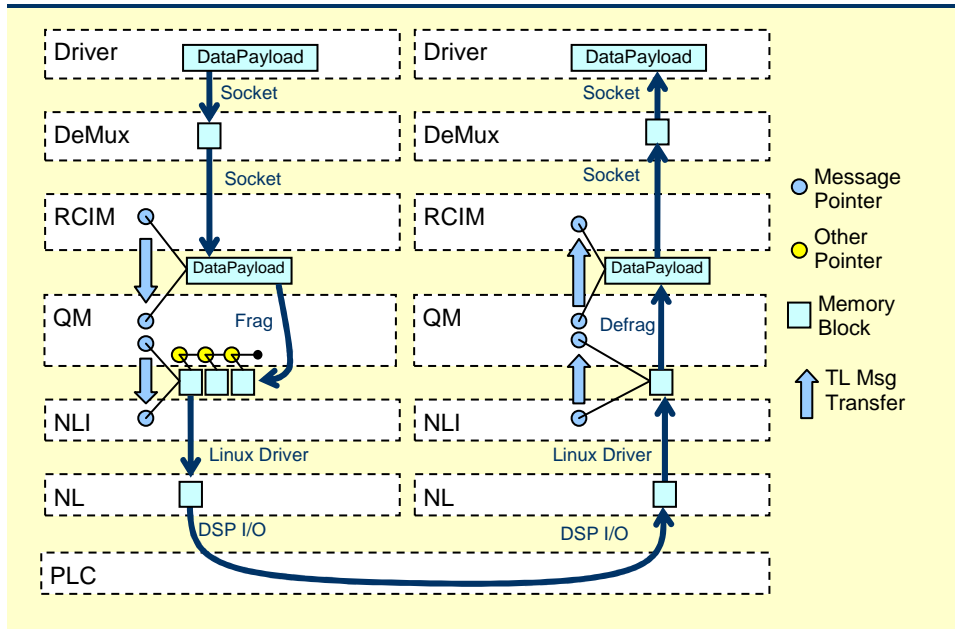 Driver
DataPayload
Socket
DeMux
Socket
RCIM
DataPayload
QM
Frag
NLI
Linux Driver
NL
DSP I/O
PLC
Driver
DataPayload
Socket
DeMux
Socket
RCIM
DataPayload
QM
Defrag
NLI
Linux Driver
NL
DSP I/O
Message
Pointer
Other
Pointer
Memory
Block
TL Msg
Transfer